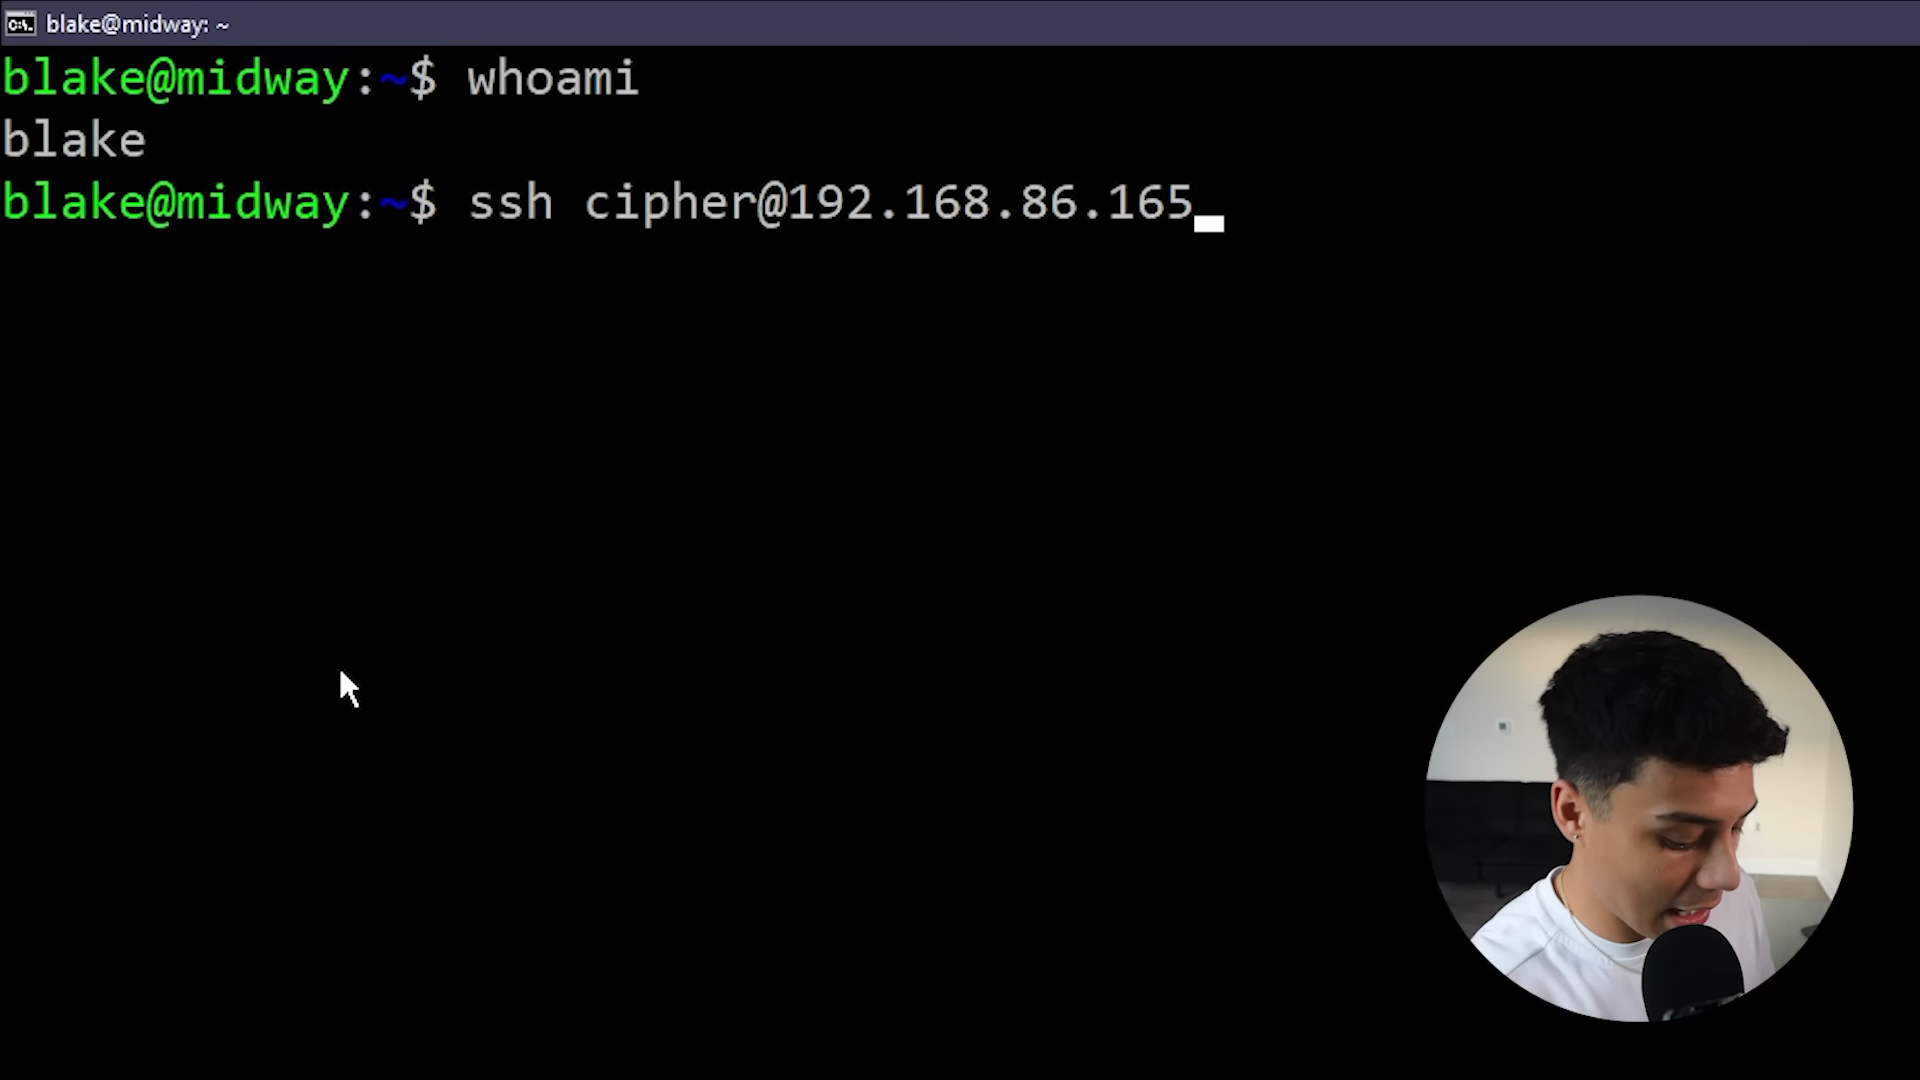 blake@midway: ~
blake@midway:~$ whoami
blake
blake@midway:~$ ssh cipher@192.168.86.165